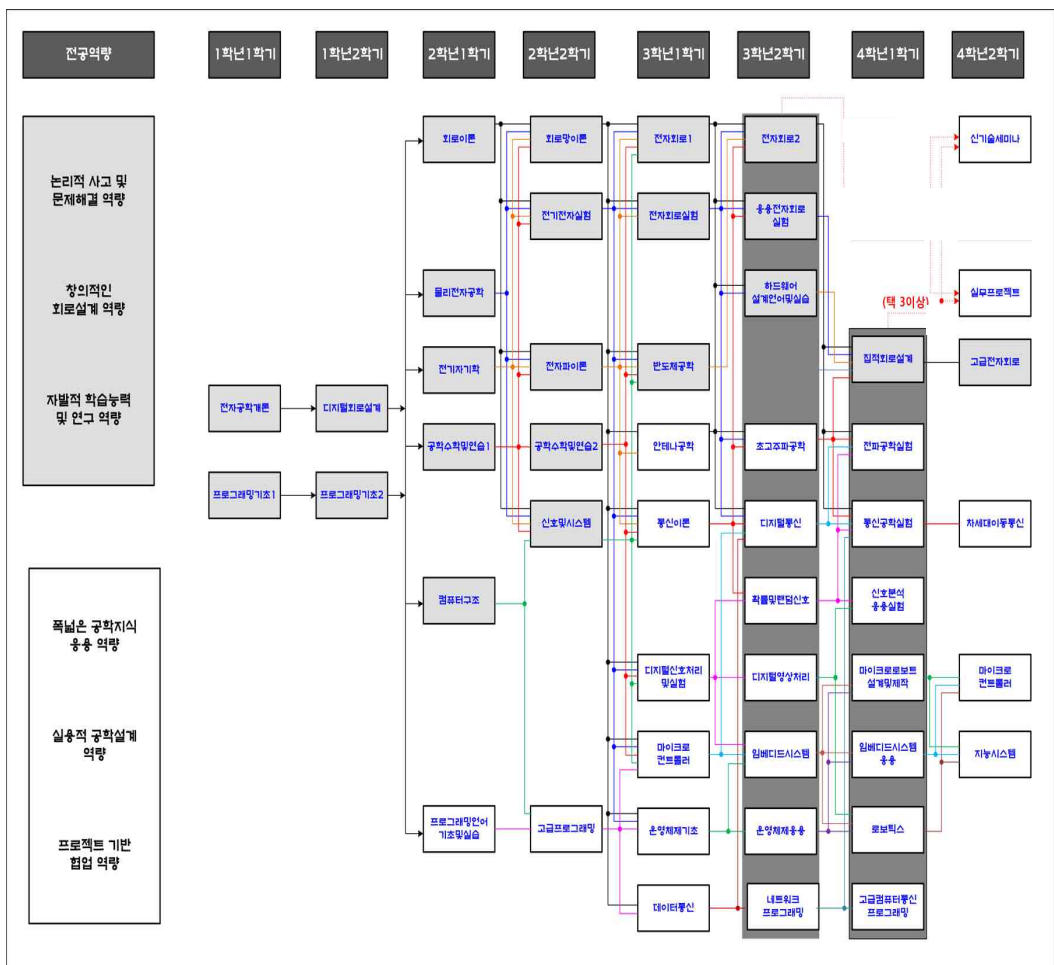 전공역량
1학년1학기
1학년2학기
2학년1학기
2학년2학기
3학년1학기
3학년2학기
4학년1학기
4학년2학기
논리적 사고 및
문제해결 역량
창의적인
회로설계 역량
자발적 학습능력
및 연구 역량
폭넓은 공학지식
응용 역량
실용적 공학설계
역량
프로젝트 기반
협업 역량
전자공학개론
프로그래밍기초1
디지털회로설계
프로그래밍기초2
회로이론
물리전자공학
전기자기학
공학수학및연습1
컴퓨터구조
프로그래밍언어
기초및실습
회로망이론
전기전자실험
전자파이론
공학수학및연습2
신호및시스템
고급프로그래밍
전자회로1
전자회로실험
반도체공학
안테나공학
통신이론
디지털신호처리
및실험
마이크로
컨트롤러
운영체제기초
데이터통신
전자회로2
응용전자회로
실험
하드웨어
설계언어및실습
초고주파공학
디지털통신
확률및랜덤신호
디지털영상처리
임베디드시스템
운영체제응용
네트워크
프로그래밍
(택 3이상)
집적회로설계
전파공학실험
통신공학실험
신호분석
응용실험
마이크로로보트
설계및제작
임베디드시스템
응용
로보틱스
고급컴퓨터통신
프로그래밍
신기술세미나
실무프로젝트
고급전자회로
차세대이동통신
마이크로
컨트롤러
지능시스템